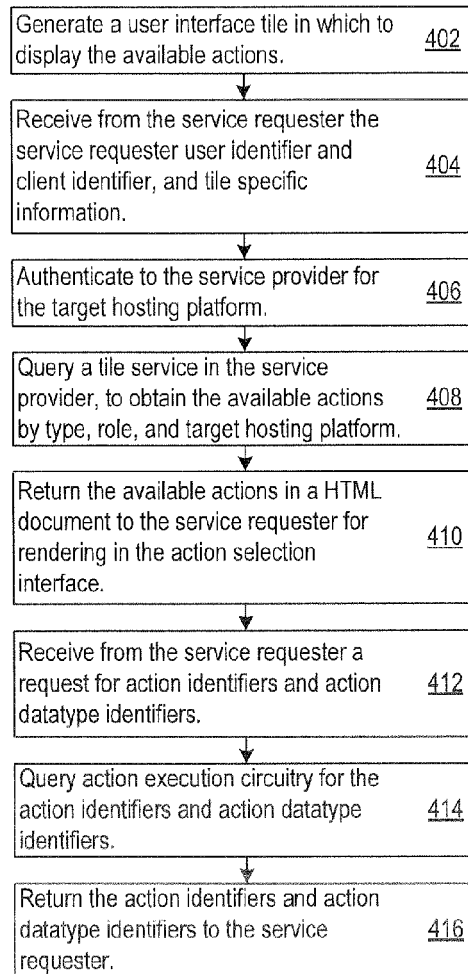 Generate a user interface tile in which to
display the available actions.
402
Receive from the service requester the
service requester user identifier and
client identifier, and tile specific
information.
404
Authenticate to the service provider for
the target hosting platform.
406
Query a tile service in the service
provider, to obtain the available actions
by type, role, and target hosting platform.
408
Return the available actions in a HTML
document to the service requester for
rendering in the action selection
interface.
410
Receive from the service requester a
request for action identifiers and action
datatype identifiers.
412
Query action execution circuitry for the
action identifiers and action datatype
identifiers.
414
Return the action identifiers and action
datatype identifiers to the service
requester.
416